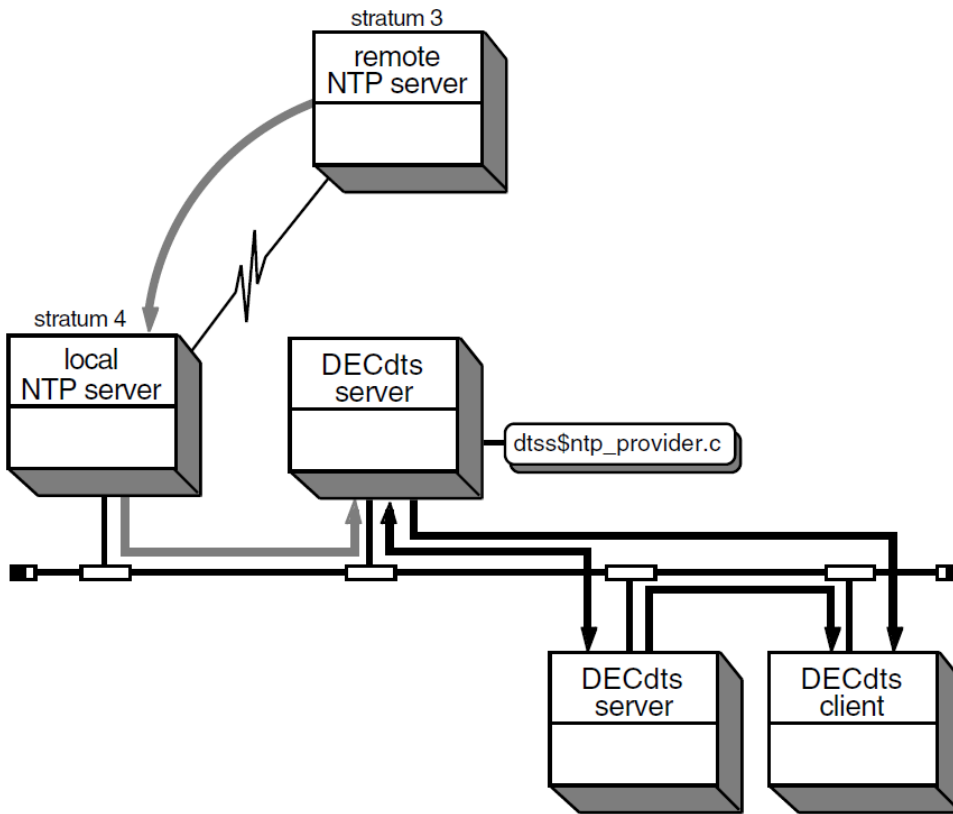 stratum 3
remote
NTP server
stratum 4
local
NTP server
DECdts
server
dtss$ntp_provider.c
DECdts
server
DECdts
client